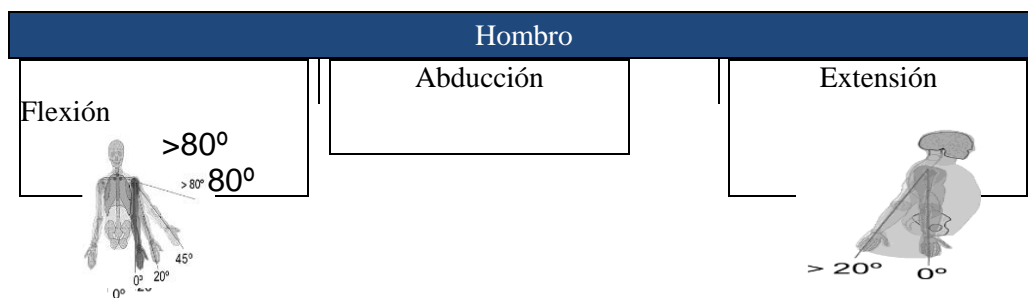 Hombro
Flexión
Abducción
Extensión
>80º
>80º 80º
45º
20º
0º
0º
> 20º 0º